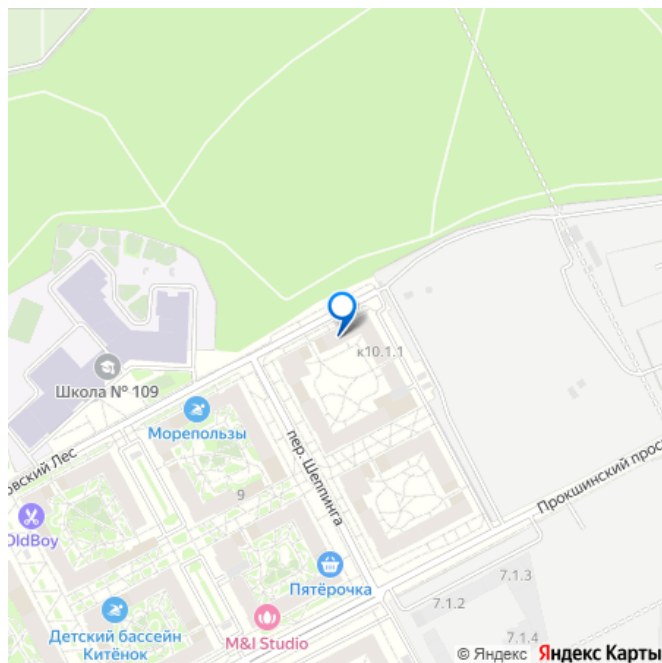 к10.1.1
Школа № 109
Морепользы
пер. Шеппинга
овский Лес
9
OldBoy
Прокшинский прос
Пятёрочка
7.1.3
7.1.2
7.1.4
Детский бассейн
Китёнок
M&I Studio
© Яндекс Яндекс Карты